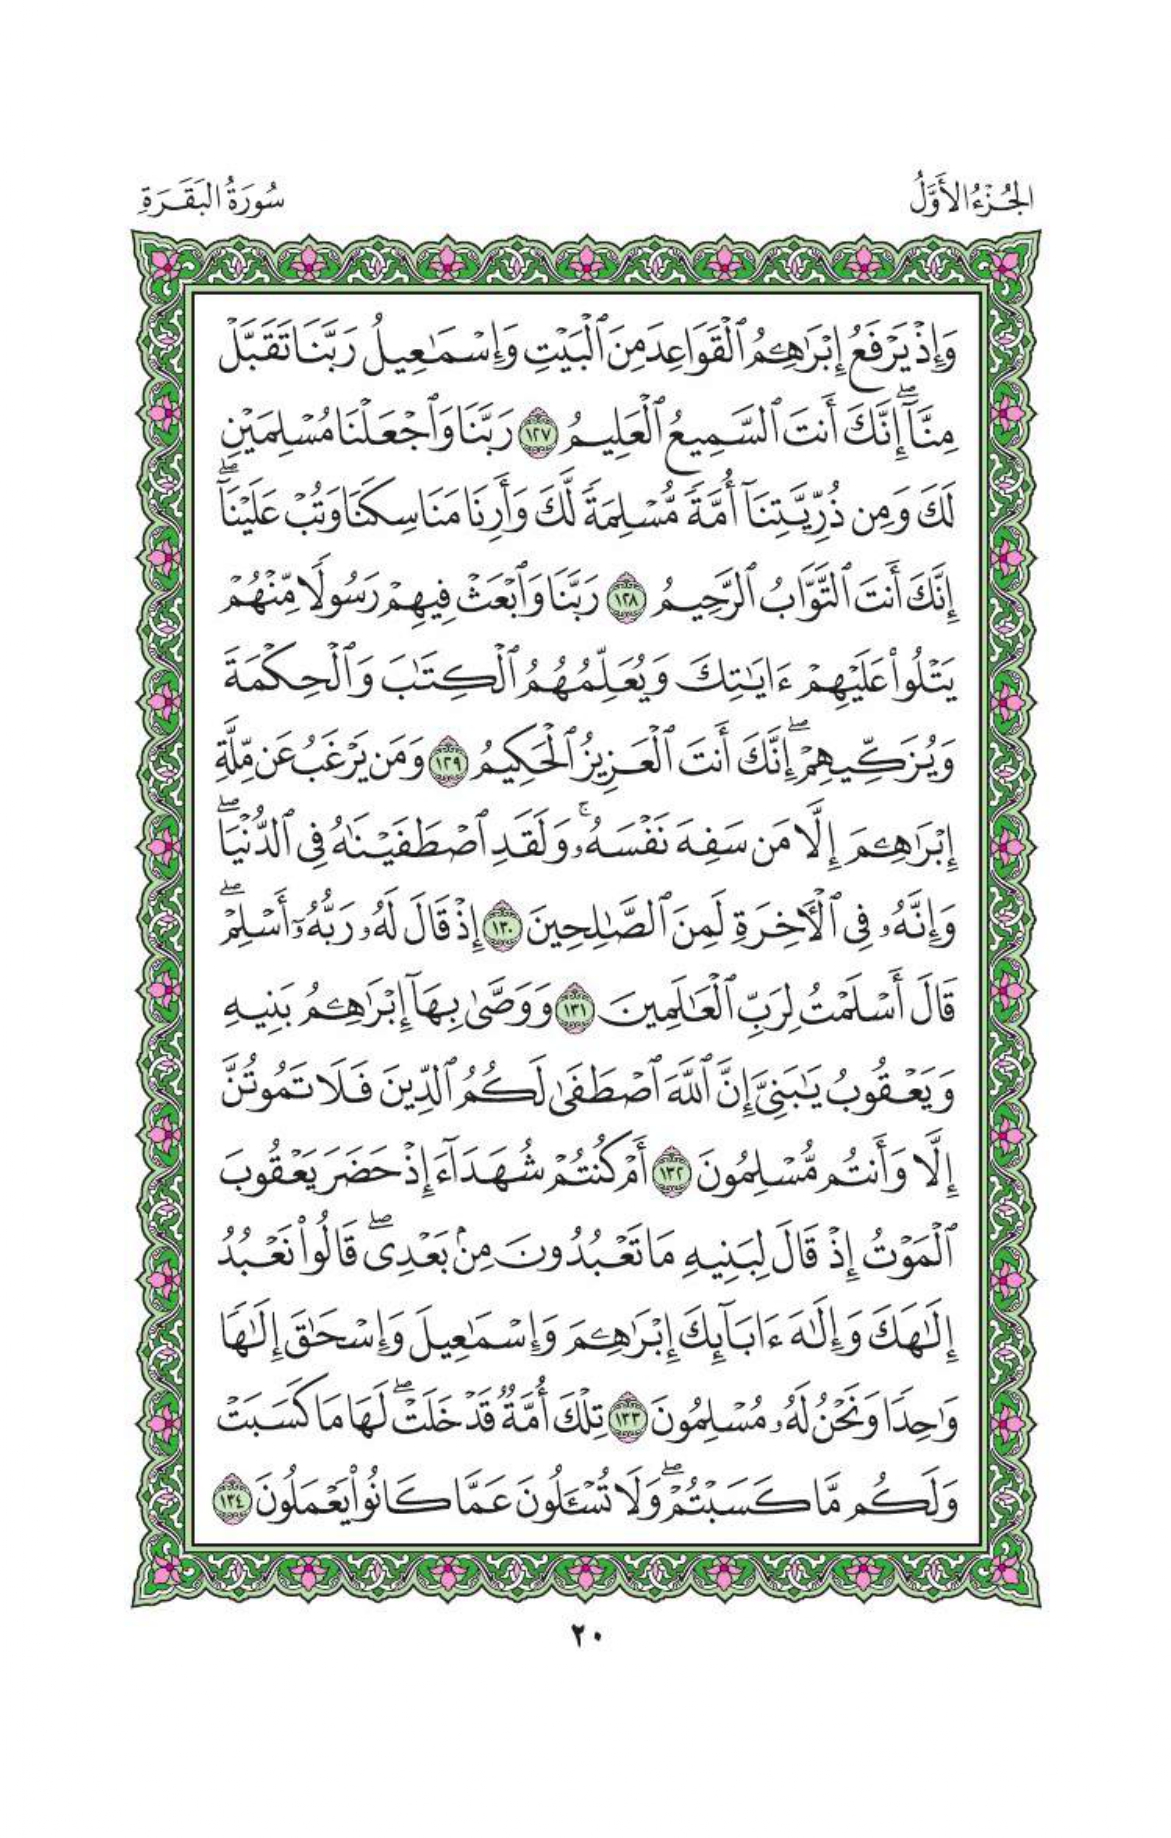 الجُزْءُ الأَوَّلُ
سُورَةُ البَقَرَةِ
وَإِذْ يَرْفَعُ إِبْرَٰهِـۧمُ ٱلْقَوَاعِدَ مِنَ ٱلْبَيْتِ وَإِسْمَـٰعِيلُ رَبَّنَا تَقَبَّلْ
مِنَّآ ۖ إِنَّكَ أَنتَ ٱلسَّمِيعُ ٱلْعَلِيمُ ١٢٧ رَبَّنَا وَٱجْعَلْنَا مُسْلِمَيْنِ
لَكَ وَمِن ذُرِّيَّتِنَآ أُمَّةً مُّسْلِمَةً لَّكَ وَأَرِنَا مَنَاسِكَنَا وَتُبْ عَلَيْنَآ ۖ
إِنَّكَ أَنتَ ٱلتَّوَّابُ ٱلرَّحِيمُ ١٢٨ رَبَّنَا وَٱبْعَثْ فِيهِمْ رَسُولًا مِّنْهُمْ
يَتْلُوا۟ عَلَيْهِمْ ءَايَـٰتِكَ وَيُعَلِّمُهُمُ ٱلْكِتَـٰبَ وَٱلْحِكْمَةَ
وَيُزَكِّيهِمْ ۖ إِنَّكَ أَنتَ ٱلْعَزِيزُ ٱلْحَكِيمُ ١٢٩ وَمَن يَرْغَبُ عَن مِّلَّةِ
إِبْرَٰهِـۧمَ إِلَّا مَن سَفِهَ نَفْسَهُۥ ۚ وَلَقَدِ ٱصْطَفَيْنَـٰهُ فِى ٱلدُّنْيَا ۖ
وَإِنَّهُۥ فِى ٱلْـَٔاخِرَةِ لَمِنَ ٱلصَّـٰلِحِينَ ١٣٠ إِذْ قَالَ لَهُۥ رَبُّهُۥٓ أَسْلِمْ ۖ
قَالَ أَسْلَمْتُ لِرَبِّ ٱلْعَـٰلَمِينَ ١٣١ وَوَصَّىٰ بِهَآ إِبْرَٰهِـۧمُ بَنِيهِ
وَيَعْقُوبُ يَـٰبَنِىَّ إِنَّ ٱللَّهَ ٱصْطَفَىٰ لَكُمُ ٱلدِّينَ فَلَا تَمُوتُنَّ
إِلَّا وَأَنتُم مُّسْلِمُونَ ١٣٢ أَمْ كُنتُمْ شُهَدَآءَ إِذْ حَضَرَ يَعْقُوبَ
ٱلْمَوْتُ إِذْ قَالَ لِبَنِيهِ مَا تَعْبُدُونَ مِنۢ بَعْدِى ۖ قَالُوا۟ نَعْبُدُ
إِلَـٰهَكَ وَإِلَـٰهَ ءَابَآئِكَ إِبْرَٰهِـۧمَ وَإِسْمَـٰعِيلَ وَإِسْحَـٰقَ إِلَـٰهًا
وَٰحِدًا وَنَحْنُ لَهُۥ مُسْلِمُونَ ١٣٣ تِلْكَ أُمَّةٌ قَدْ خَلَتْ ۖ لَهَا مَا كَسَبَتْ
وَلَكُم مَّا كَسَبْتُمْ ۖ وَلَا تُسْـَٔلُونَ عَمَّا كَانُوا۟ يَعْمَلُونَ ١٣٤
٢٠